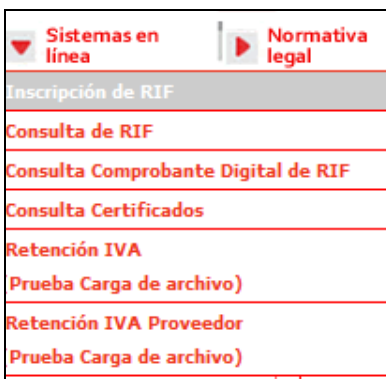 Sistemas en
línea
Normativa
legal
Inscripción de RIF
Consulta de RIF
Consulta Comprobante Digital de RIF
Consulta Certificados
Retención IVA
(Prueba Carga de archivo)
Retención IVA Proveedor
(Prueba Carga de archivo)